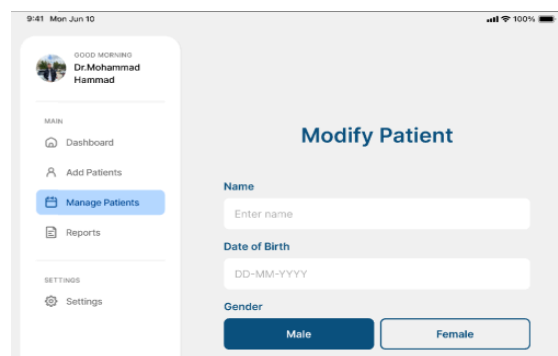 9:41 Mon Jun 10
100%
GOOD MORNING
Dr.Mohammad
Hammad
MAIN
Dashboard
Add Patients
Manage Patients
Reports
SETTINGS
Settings
Modify Patient
Name
Enter name
Date of Birth
DD-MM-YYYY
Gender
Male
Female